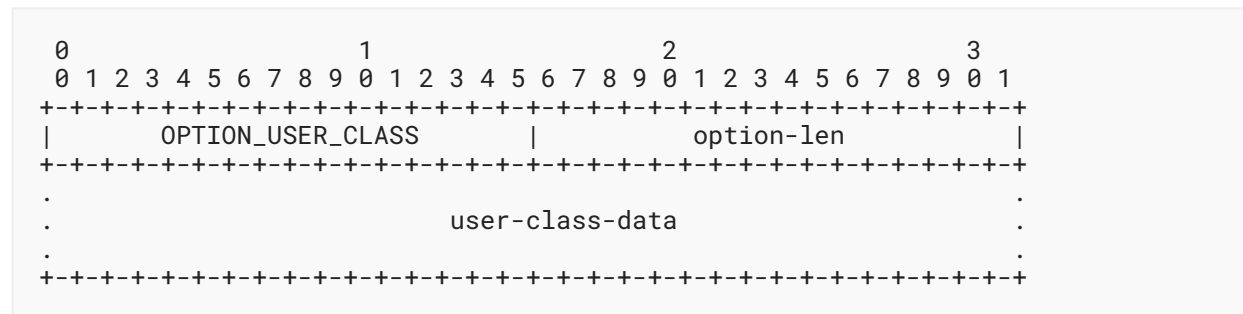 0                   1                   2                   3
 0 1 2 3 4 5 6 7 8 9 0 1 2 3 4 5 6 7 8 9 0 1 2 3 4 5 6 7 8 9 0 1
+-+-+-+-+-+-+-+-+-+-+-+-+-+-+-+-+-+-+-+-+-+-+-+-+-+-+-+-+-+-+-+-+
|       OPTION_USER_CLASS       |          option-len           |
+-+-+-+-+-+-+-+-+-+-+-+-+-+-+-+-+-+-+-+-+-+-+-+-+-+-+-+-+-+-+-+-+
.                                                               .
.                          user-class-data                      .
.                                                               .
+-+-+-+-+-+-+-+-+-+-+-+-+-+-+-+-+-+-+-+-+-+-+-+-+-+-+-+-+-+-+-+-+